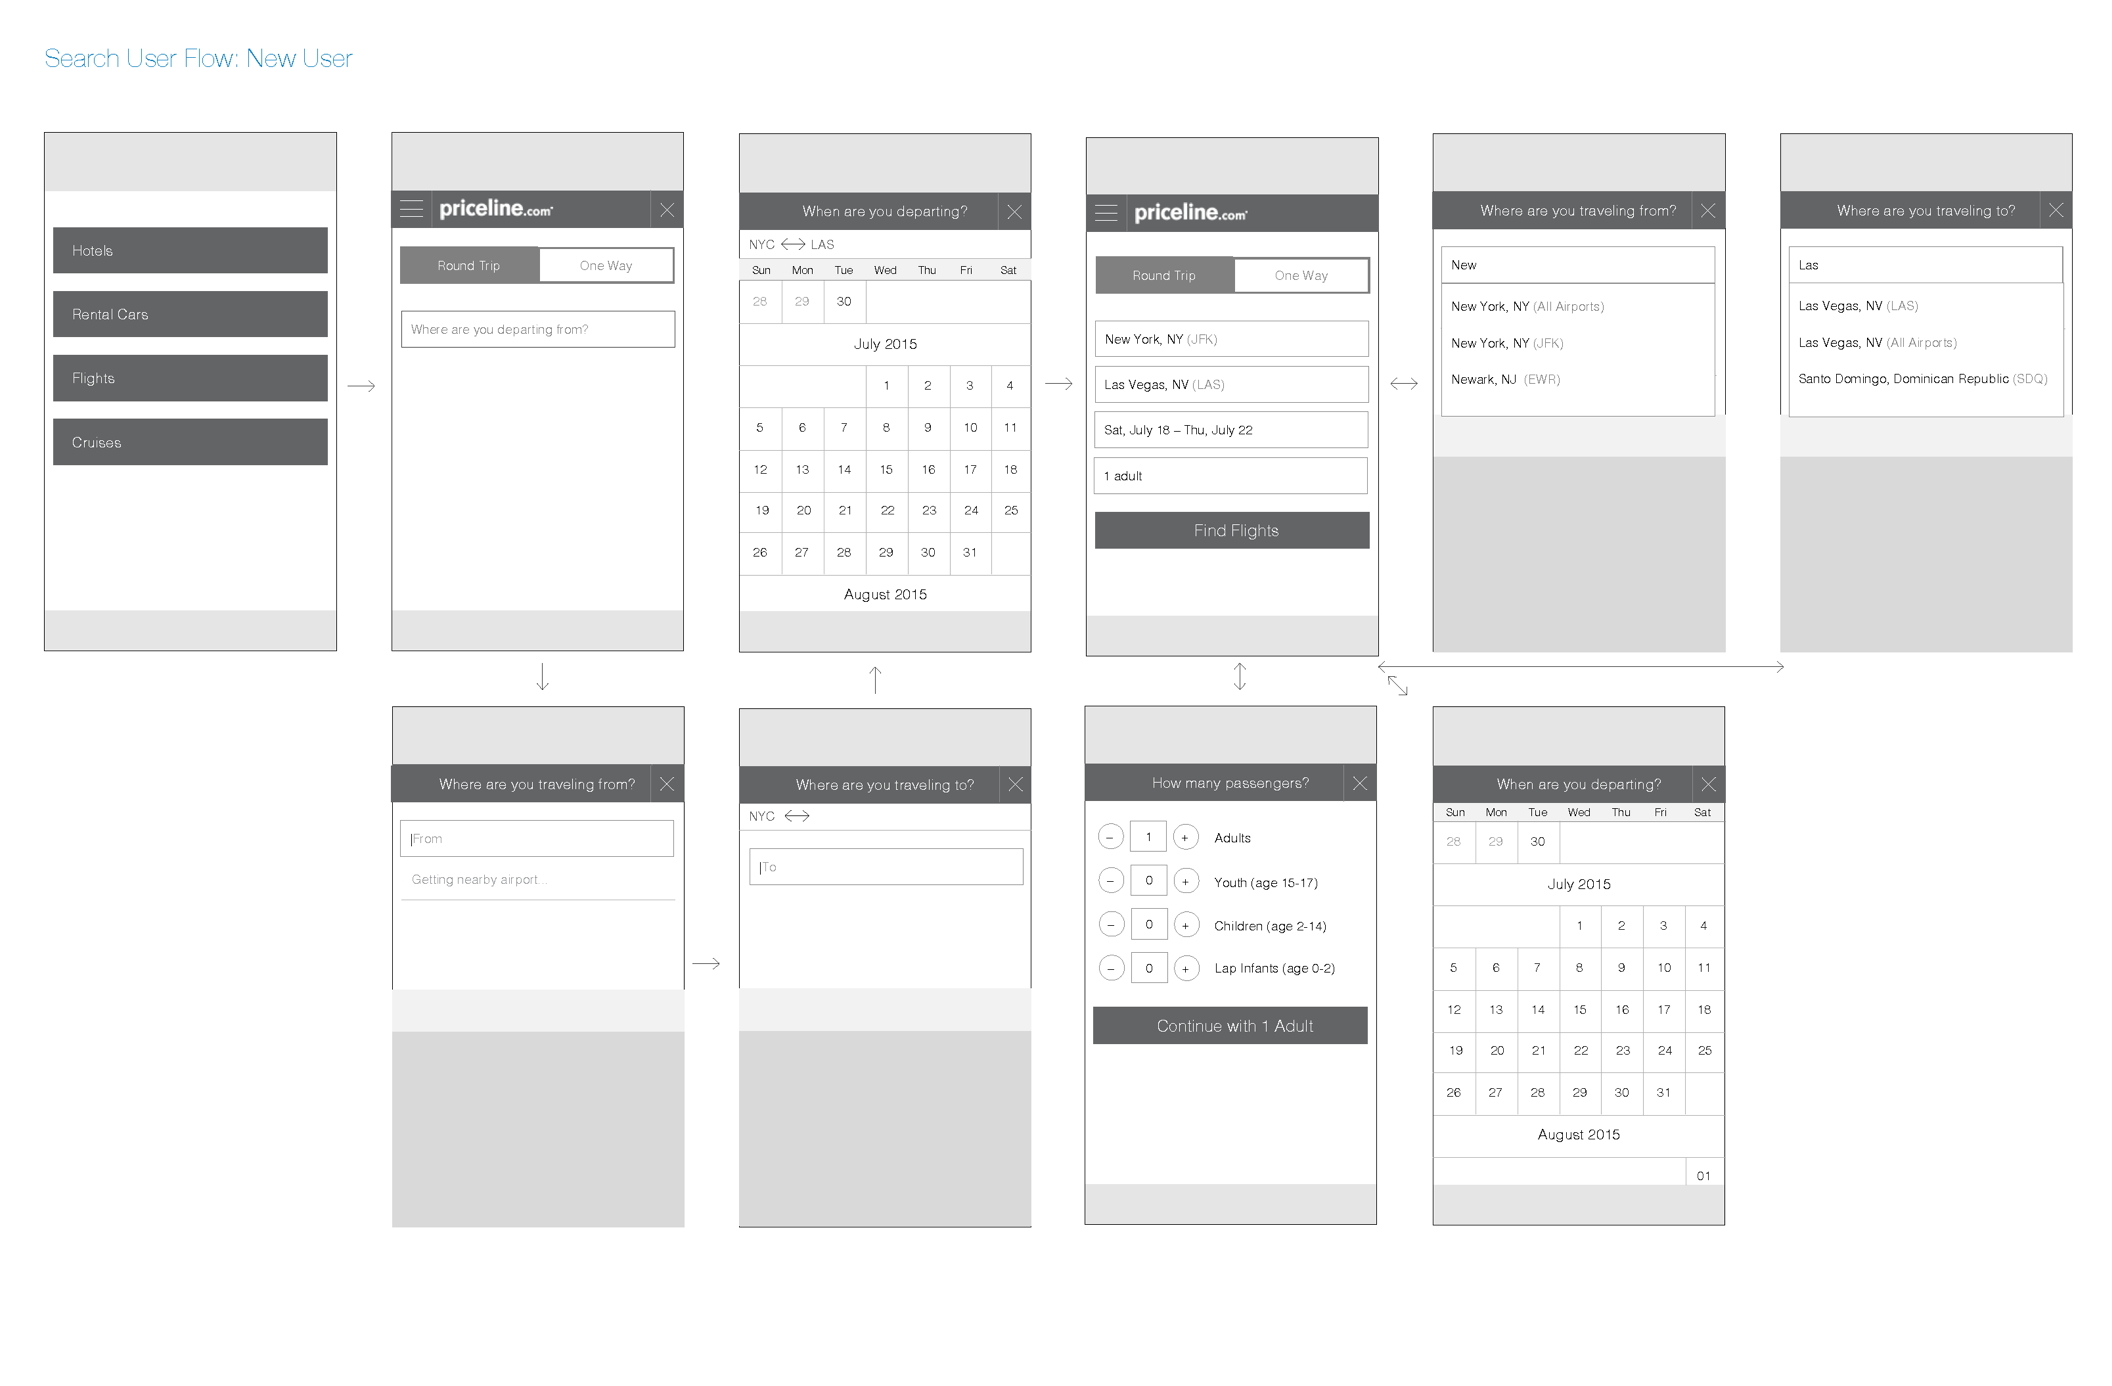 Search User Flow: New User
Hotels
Rental Cars
Flights
Cruises
priceline.com
Round Trip One Way
Where are you departing from?
When are you departing?
NYC LAS
Sun Mon Tue Wed Thu Fri Sat
28 29 30
July 2015
1 2 3 4
5 6 7 8 9 10 11
12 13 14 15 16 17 18
19 20 21 22 23 24 25
26 27 28 29 30 31
August 2015
priceline.com
Round Trip One Way
New York, NY (JFK)
Las Vegas, NV (LAS)
Sat, July 18 – Thu, July 22
1 adult
Find Flights
Where are you traveling from?
New
New York, NY (All Airports)
New York, NY (JFK)
Newark, NJ (EWR)
Where are you traveling to?
Las
Las Vegas, NV (LAS)
Las Vegas, NV (All Airports)
Santo Domingo, Dominican Republic (SDQ)
Where are you traveling from?
From
Getting nearby airport...
Where are you traveling to?
NYC
To
How many passengers?
– 1 + Adults
– 0 + Youth (age 15-17)
– 0 + Children (age 2-14)
– 0 + Lap Infants (age 0-2)
Continue with 1 Adult
When are you departing?
Sun Mon Tue Wed Thu Fri Sat
28 29 30
July 2015
1 2 3 4
5 6 7 8 9 10 11
12 13 14 15 16 17 18
19 20 21 22 23 24 25
26 27 28 29 30 31
August 2015
01